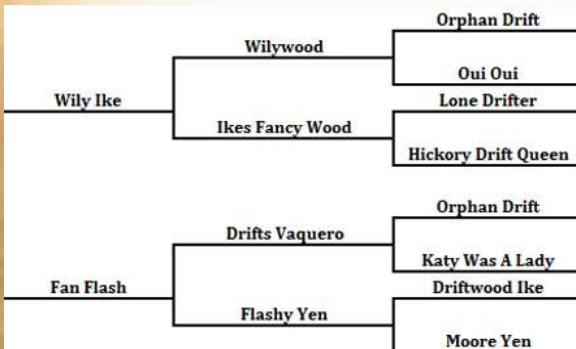 Orphan Drift
Wilywood
Oui Oui
Wily Ike
Lone Drifter
Ikes Fancy Wood
Hickory Drift Queen
Orphan Drift
Drifts Vaquero
Katy Was A Lady
Fan Flash
Driftwood Ike
Flashy Yen
Moore Yen